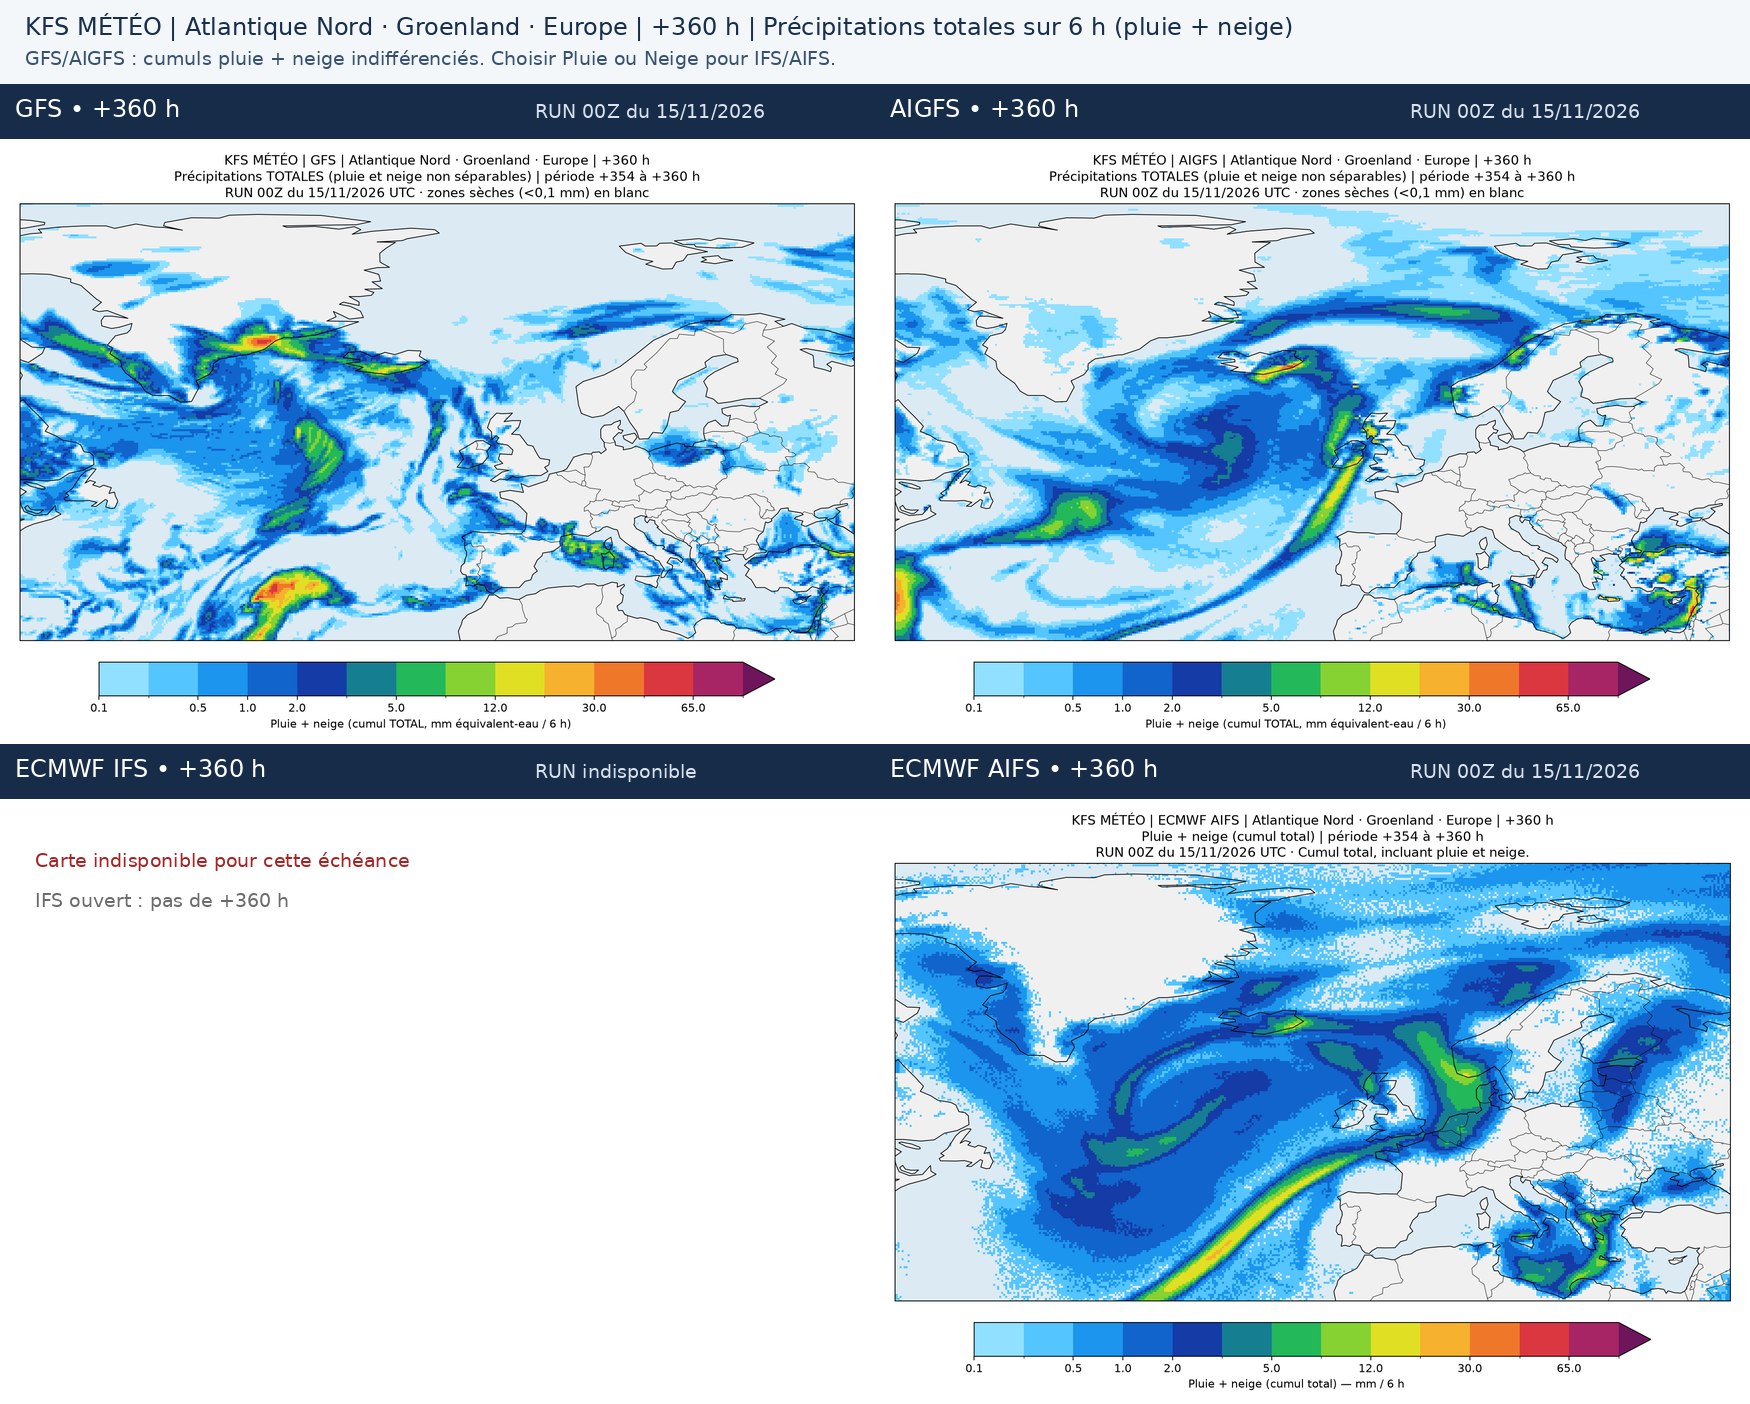 KFS MÉTÉO | Atlantique Nord · Groenland · Europe | +360 h | Précipitations totales sur 6 h (pluie + neige)
GFS/AIGFS : cumuls pluie + neige indifférenciés. Choisir Pluie ou Neige pour IFS/AIFS.
GFS • +360 h RUN 00Z du 15/11/2026
KFS MÉTÉO | GFS | Atlantique Nord · Groenland · Europe | +360 h
Précipitations TOTALES (pluie et neige non séparables) | période +354 à +360 h
RUN 00Z du 15/11/2026 UTC · zones sèches (<0,1 mm) en blanc
0.1 0.5 1.0 2.0 5.0 12.0 30.0 65.0
Pluie + neige (cumul TOTAL, mm équivalent-eau / 6 h)
AIGFS • +360 h RUN 00Z du 15/11/2026
KFS MÉTÉO | AIGFS | Atlantique Nord · Groenland · Europe | +360 h
Précipitations TOTALES (pluie et neige non séparables) | période +354 à +360 h
RUN 00Z du 15/11/2026 UTC · zones sèches (<0,1 mm) en blanc
0.1 0.5 1.0 2.0 5.0 12.0 30.0 65.0
Pluie + neige (cumul TOTAL, mm équivalent-eau / 6 h)
ECMWF IFS • +360 h RUN indisponible
Carte indisponible pour cette échéance
IFS ouvert : pas de +360 h
ECMWF AIFS • +360 h RUN 00Z du 15/11/2026
KFS MÉTÉO | ECMWF AIFS | Atlantique Nord · Groenland · Europe | +360 h
Pluie + neige (cumul total) | période +354 à +360 h
RUN 00Z du 15/11/2026 UTC · Cumul total, incluant pluie et neige.
0.1 0.5 1.0 2.0 5.0 12.0 30.0 65.0
Pluie + neige (cumul total) — mm / 6 h